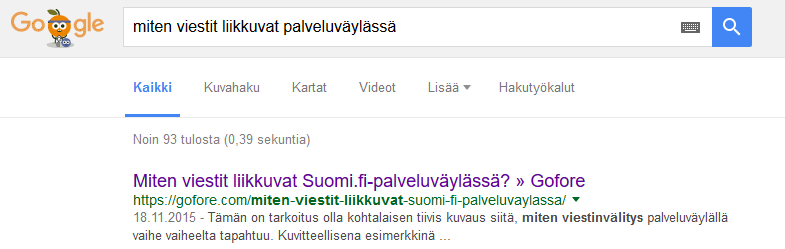 Google
miten viestit liikkuvat palveluväylässä
Kaikki Kuvahaku Kartat Videot Lisää Hakutyökalut
Noin 93 tulosta (0,39 sekuntia)
Miten viestit liikkuvat Suomi.fi-palveluväylässä? » Gofore
https://gofore.com/miten-viestit-liikkuvat-suomi-fi-palveluvaylassa/
18.11.2015 - Tämän on tarkoitus olla kohtalaisen tiivis kuvaus siitä, miten viestinvälitys palveluväylällä
vaihe vaiheelta tapahtuu. Kuvitteellisena esimerkkinä ...